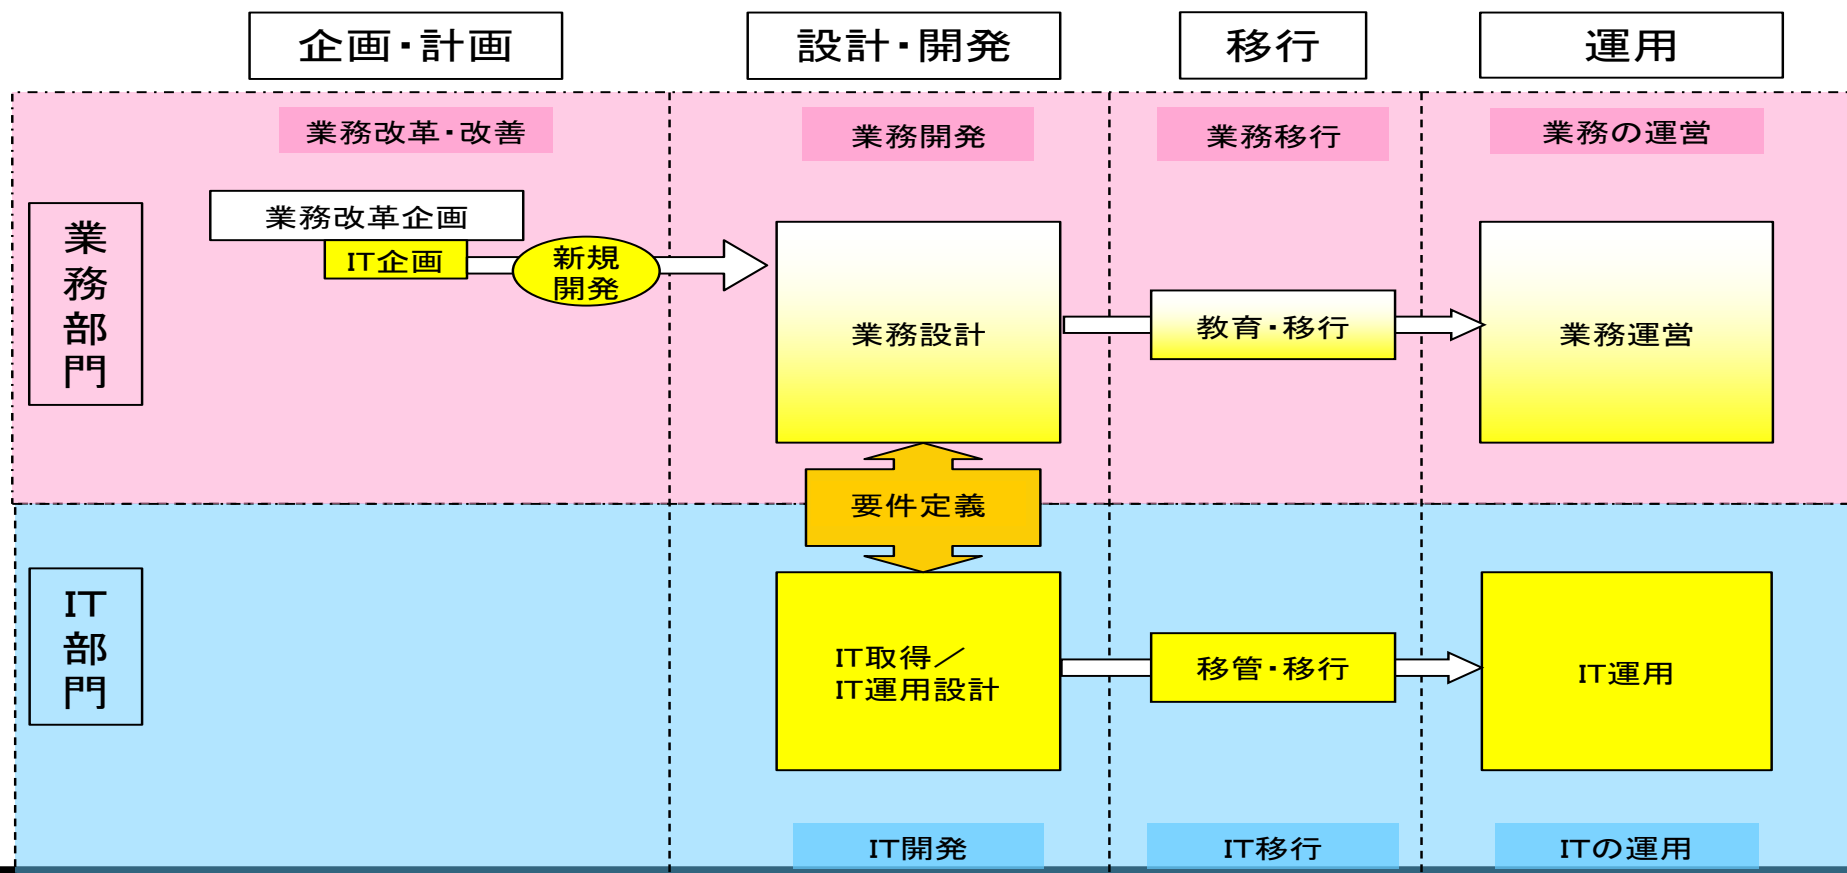 企画・計画
設計・開発
移行
運用
業務改革・改善
業務開発
業務移行
業務の運営
業務部門
業務改革企画
IT企画
新規
開発
業務設計
教育・移行
業務運営
要件定義
IT部門
IT取得／
IT運用設計
移管・移行
IT運用
IT開発
IT移行
ITの運用